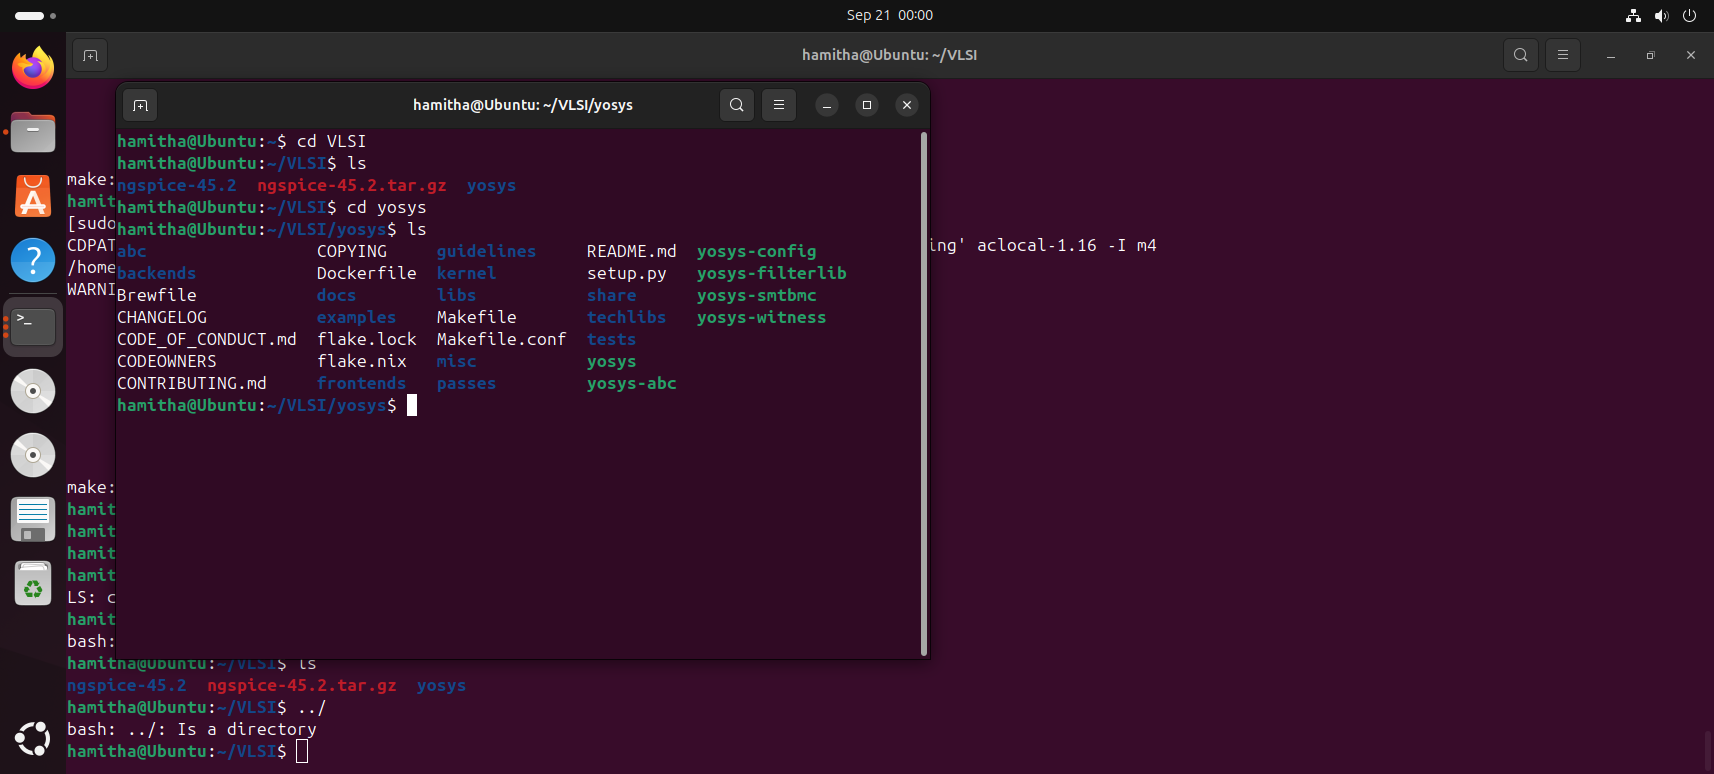 Sep 21 00:00
hamitha@Ubuntu: ~/VLSI
hamitha@Ubuntu: ~/VLSI/yosys
hamitha@Ubuntu:~$ cd VLSI
hamitha@Ubuntu:~/VLSI$ ls
ngspice-45.2 ngspice-45.2.tar.gz yosys
hamitha@Ubuntu:~/VLSI$ cd yosys
hamitha@Ubuntu:~/VLSI/yosys$ ls
abc COPYING guidelines README.md yosys-config
backends Dockerfile kernel setup.py yosys-filterlib
Brewfile docs libs share yosys-smtbmc
CHANGELOG examples Makefile techlibs yosys-witness
CODE_OF_CONDUCT.md flake.lock Makefile.conf tests
CODEOWNERS flake.nix misc yosys
CONTRIBUTING.md frontends passes yosys-abc
hamitha@Ubuntu:~/VLSI/yosys$
make:
hamit
[sudo
CDPAT
ing' aclocal-1.16 -I m4
/home
WARNI
make:
hamit
hamit
hamit
hamit
LS: c
hamit
bash:
hamitha@Ubuntu:~/VLSI$ ls
ngspice-45.2 ngspice-45.2.tar.gz yosys
hamitha@Ubuntu:~/VLSI$ ../
bash: ../: Is a directory
hamitha@Ubuntu:~/VLSI$